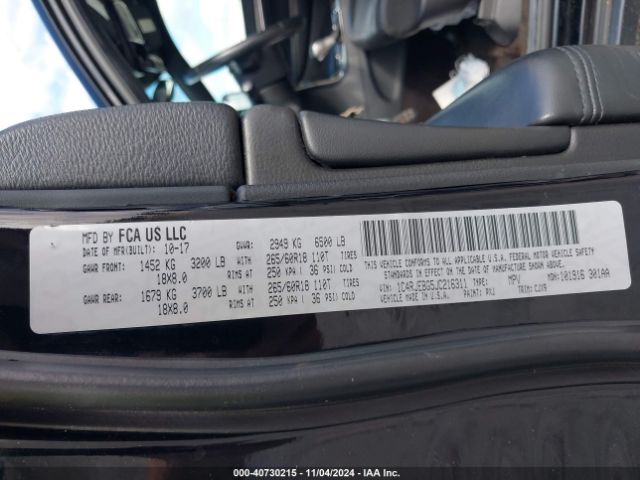 MFD BY FCA US LLC
DATE OF MFR(BUILT): 10-17
GVWR: 2949 KG 6500 LB
GAWR FRONT: 1452 KG 3200 LB WITH 265/60R18 110T TIRES
18X8.0 RIMS AT 250 KPA ( 36 PSI) COLD
GAWR REAR: 1679 KG 3700 LB WITH 265/60R18 110T TIRES
18X8.0 RIMS AT 250 KPA ( 36 PSI) COLD
THIS VEHICLE CONFORMS TO ALL APPLICABLE U.S.A. FEDERAL MOTOR VEHICLE SAFETY
STANDARDS IN EFFECT ON THE DATE OF MANUFACTURE SHOWN ABOVE.
VIN: 1C4RJEBG5JC216311 TYPE: MPV MDH: 101916 301AA
PAINT: PXJ TRIM: CJX9
000-40730215 - 11/04/2024 - IAA Inc.